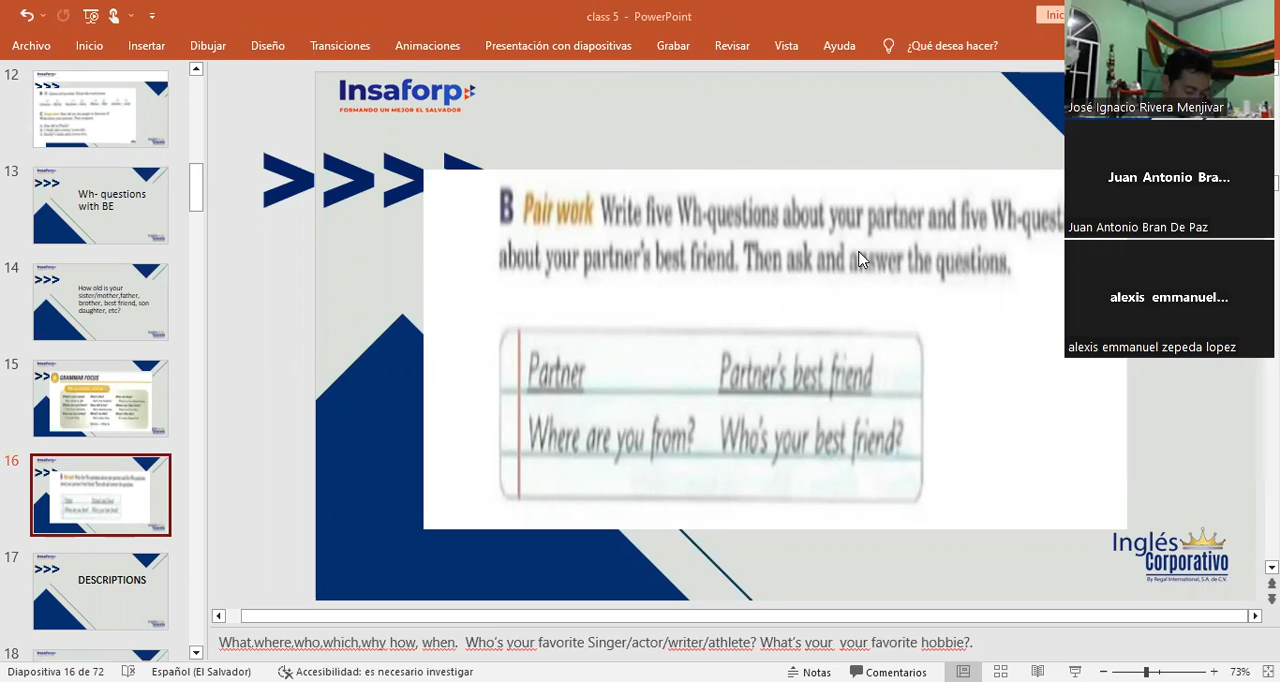 class 5 - PowerPoint
Inic
Archivo Inicio Insertar Dibujar Diseño Transiciones Animaciones Presentación con diapositivas Grabar Revisar Vista Ayuda ¿Qué desea hacer?
José Ignacio Rivera Menjivar
Juan Antonio Bra...
Juan Antonio Bran De Paz
alexis emmanuel...
alexis emmanuel zepeda lopez
12
13
Wh- questions
with BE
14
How old is your
sister/mother,father,
brother, best friend, son
daughter, etc?
15
GRAMMAR FOCUS
16
17
DESCRIPTIONS
18
Insaforp
FORMANDO UN MEJOR EL SALVADOR
B Pair work Write five Wh-questions about your partner and five Wh-quest
about your partner's best friend. Then ask and answer the questions.
Partner Partner's best friend
Where are you from? Who's your best friend?
Inglés
Corporativo
By Regal International, S.A. de C.V.
What,where,who,which,why how, when. Who's your favorite Singer/actor/writer/athlete? What's your your favorite hobbie?.
Diapositiva 16 de 72 Español (El Salvador) Accesibilidad: es necesario investigar Notas Comentarios 73%